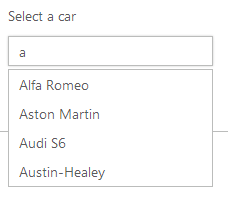 Select a car
a
Alfa Romeo
Aston Martin
Audi S6
Austin-Healey